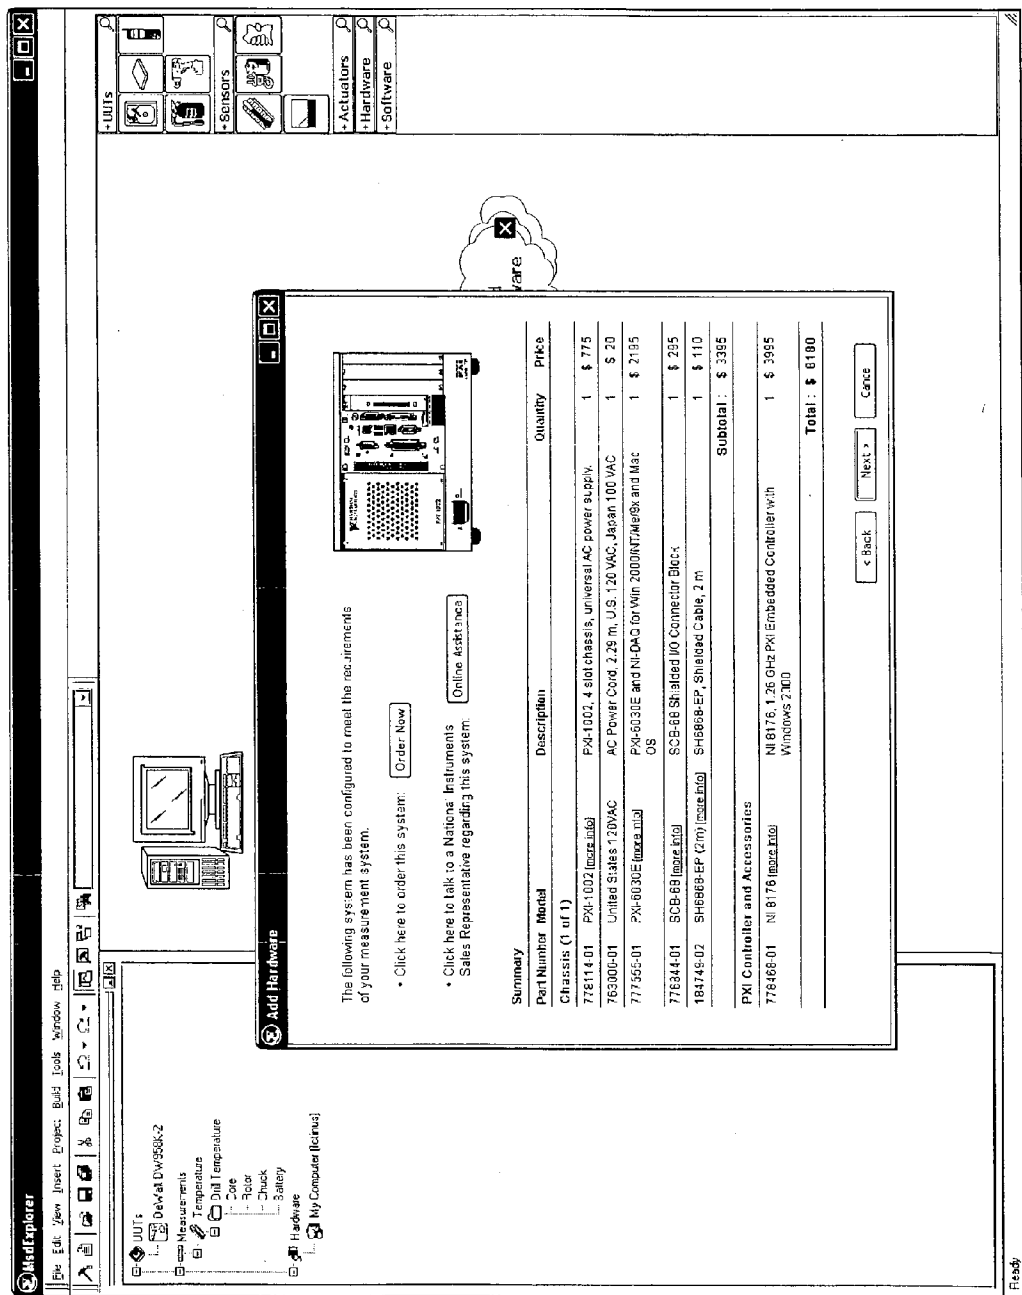 MsdExplorer
File Edit View Insert Project Build Tools Window Help
UUTs
DeWalt DW958K-2
Measurements
Temperature
Drill Temperature
Core
Rotor
Chuck
Battery
Hardware
My Computer [Ictinus]
+ UUTs
+ Sensors
+ Actuators
+ Hardware
+ Software
ware
Add Hardware
The following system has been configured to meet the requirements
of your measurement system.
• Click here to order this system: Order Now
• Click here to talk to a National Instruments
Sales Representative regarding this system: Online Assistance
Summary
Part Number Model Description Quantity Price
Chassis (1 of 1)
778114-01 PXI-1002 [more info] PXI-1002, 4 slot chassis, universal AC power supply. 1 $ 775
763000-01 United States 120VAC AC Power Cord, 2.29 m, U.S. 120 VAC, Japan 100 VAC 1 $ 20
777555-01 PXI-6030E [more info] PXI-6030E and NI-DAQ for Win 2000/NT/Me/9x and Mac 1 $ 2195
OS
776844-01 SCB-68 [more info] SCB-68 Shielded I/O Connector Block 1 $ 295
184749-02 SH6868-EP (2m) [more info] SH6868-EP, Shielded Cable, 2 m 1 $ 110
Subtotal : $ 3395
PXI Controller and Accessories
778468-01 NI 8176 [more info] NI 8176, 1.26 GHz PXI Embedded Controller with 1 $ 3995
Windows 2000
Total : $ 8180
< Back Next > Cance
Ready